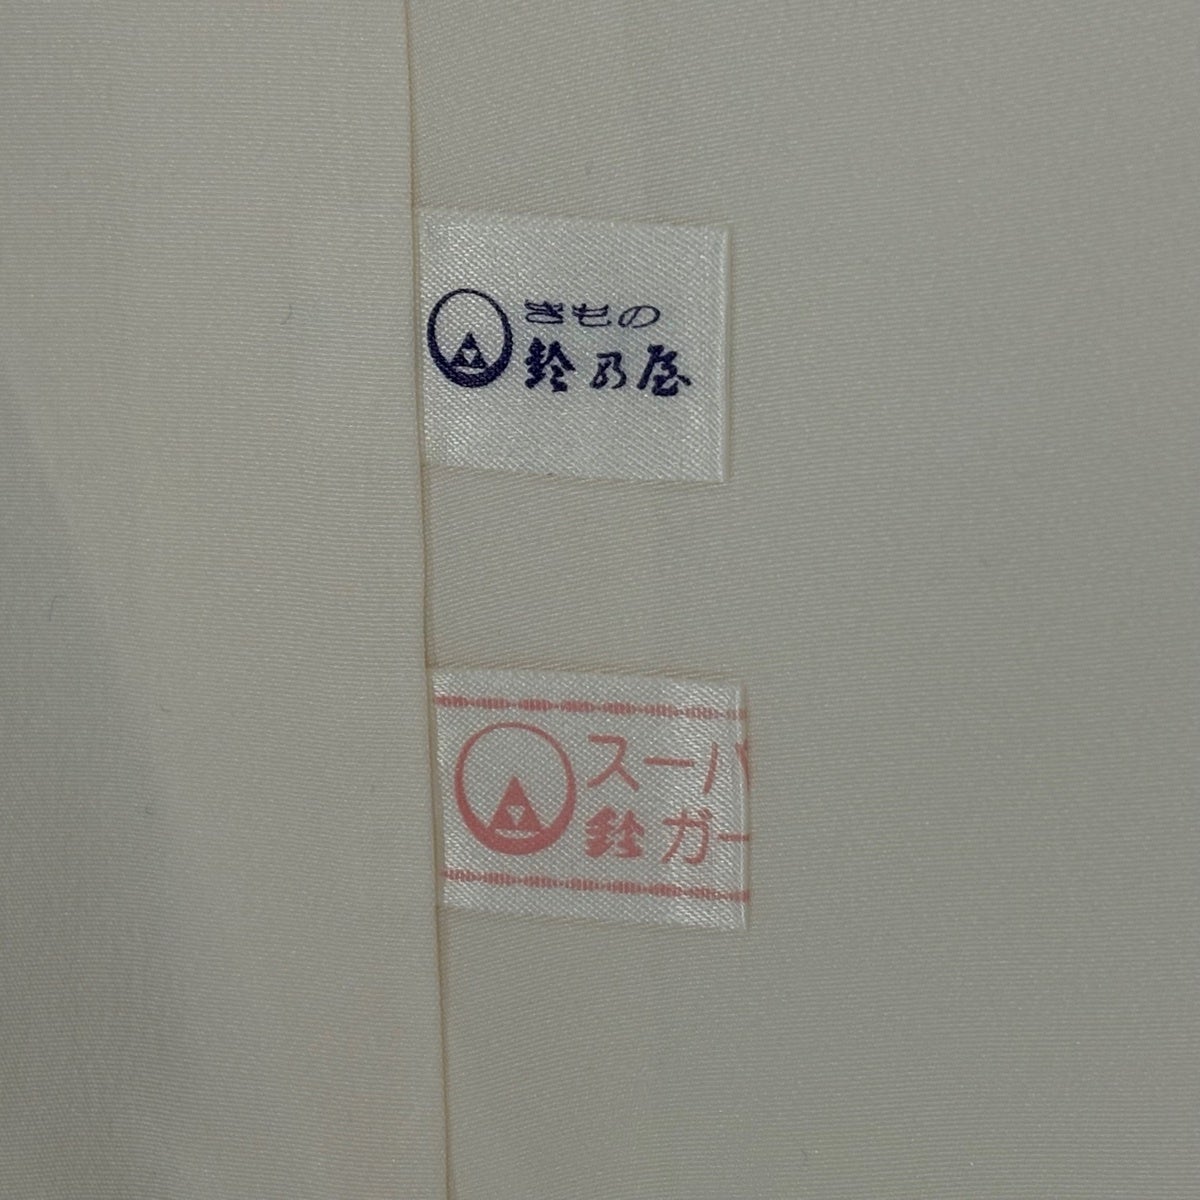 きもの
鈴乃屋
スーパ
鈴ガー